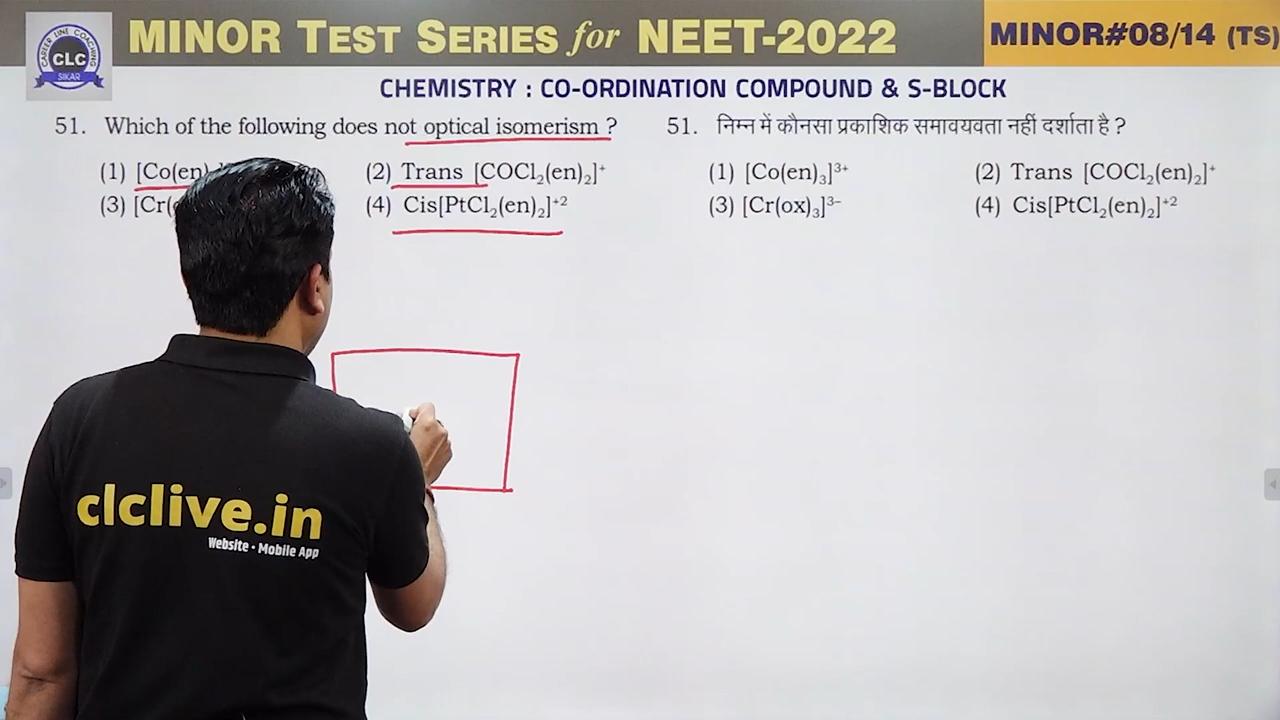 CAREER LINE COACHING
CLC
SIKAR
MINOR TEST SERIES for NEET-2022
MINOR#08/14 (TS)
CHEMISTRY : CO-ORDINATION COMPOUND & S-BLOCK
51. Which of the following does not optical isomerism ?
(1) [Co(en) (2) Trans [COCl₂(en)₂]⁺
(3) [Cr( (4) Cis[PtCl₂(en)₂]⁺²
51. निम्न में कौनसा प्रकाशिक समावयवता नहीं दर्शाता है ?
(1) [Co(en)₃]³⁺ (2) Trans [COCl₂(en)₂]⁺
(3) [Cr(ox)₃]³⁻ (4) Cis[PtCl₂(en)₂]⁺²
clclive.in
Website • Mobile App